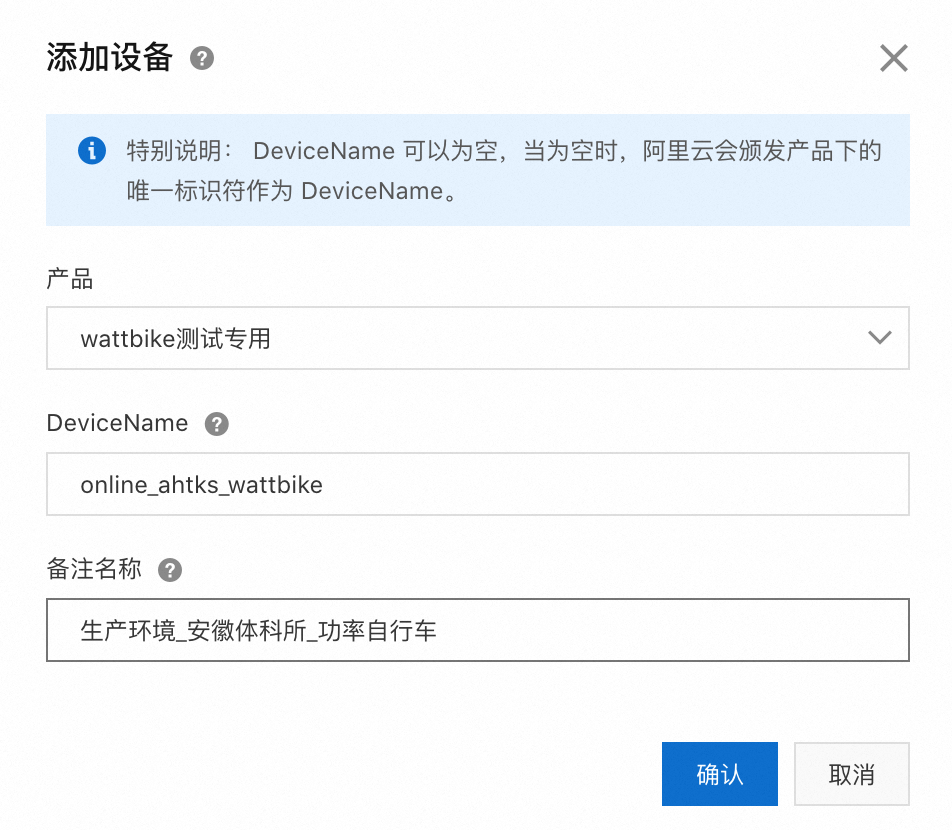 添加设备
特别说明： DeviceName 可以为空，当为空时，阿里云会颁发产品下的
唯一标识符作为 DeviceName。
产品
wattbike测试专用
DeviceName
online_ahtks_wattbike
备注名称
生产环境_安徽体科所_功率自行车
确认 取消